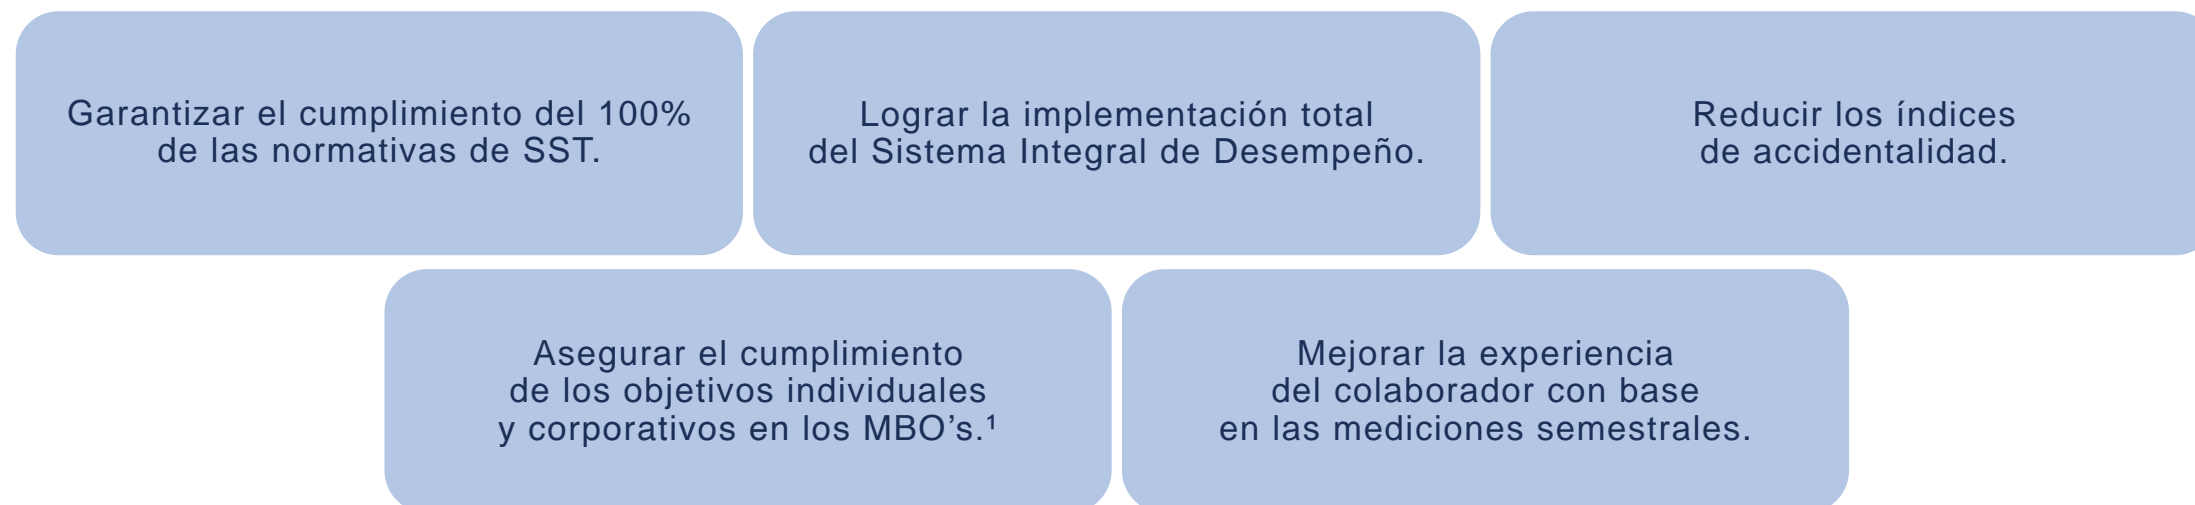 Garantizar el cumplimiento del 100%
de las normativas de SST.
Lograr la implementación total
del Sistema Integral de Desempeño.
Reducir los índices
de accidentalidad.
Asegurar el cumplimiento
de los objetivos individuales
y corporativos en los MBO’s.¹
Mejorar la experiencia
del colaborador con base
en las mediciones semestrales.